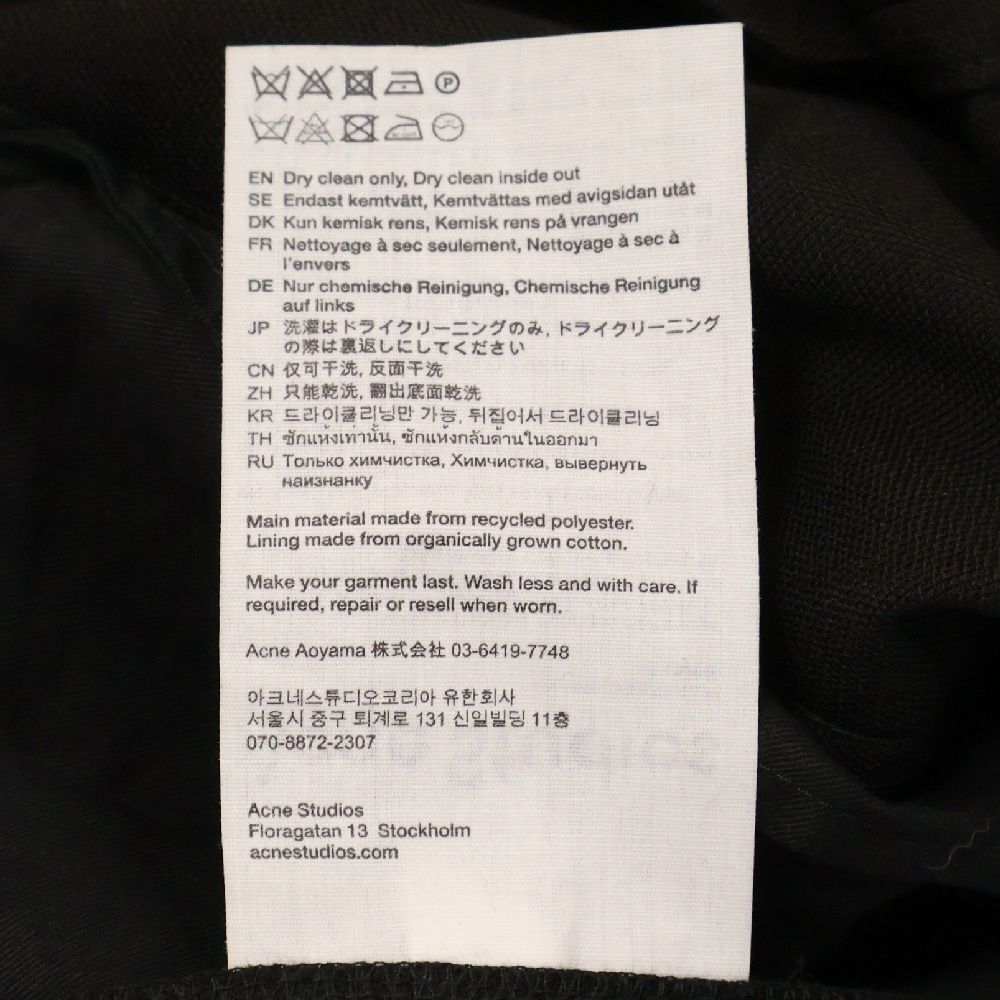 P
EN Dry clean only, Dry clean inside out
SE Endast kemtvätt, Kemtvättas med avigsidan utåt
DK Kun kemisk rens, Kemisk rens på vrangen
FR Nettoyage à sec seulement, Nettoyage à sec à
l'envers
DE Nur chemische Reinigung, Chemische Reinigung
auf links
JP 洗濯はドライクリーニングのみ, ドライクリーニング
の際は裏返しにしてください
CN 仅可干洗, 反面干洗
ZH 只能乾洗, 翻出底面乾洗
KR 드라이클리닝만 가능, 뒤집어서 드라이클리닝
TH ซักแห้งเท่านั้น, ซักแห้งกลับด้านในออกมา
RU Только химчистка, Химчистка, вывернуть
наизнанку
Main material made from recycled polyester.
Lining made from organically grown cotton.
Make your garment last. Wash less and with care. If
required, repair or resell when worn.
Acne Aoyama 株式会社 03-6419-7748
아크네스튜디오코리아 유한회사
서울시 중구 퇴계로 131 신일빌딩 11층
070-8872-2307
Acne Studios
Floragatan 13 Stockholm
acnestudios.com